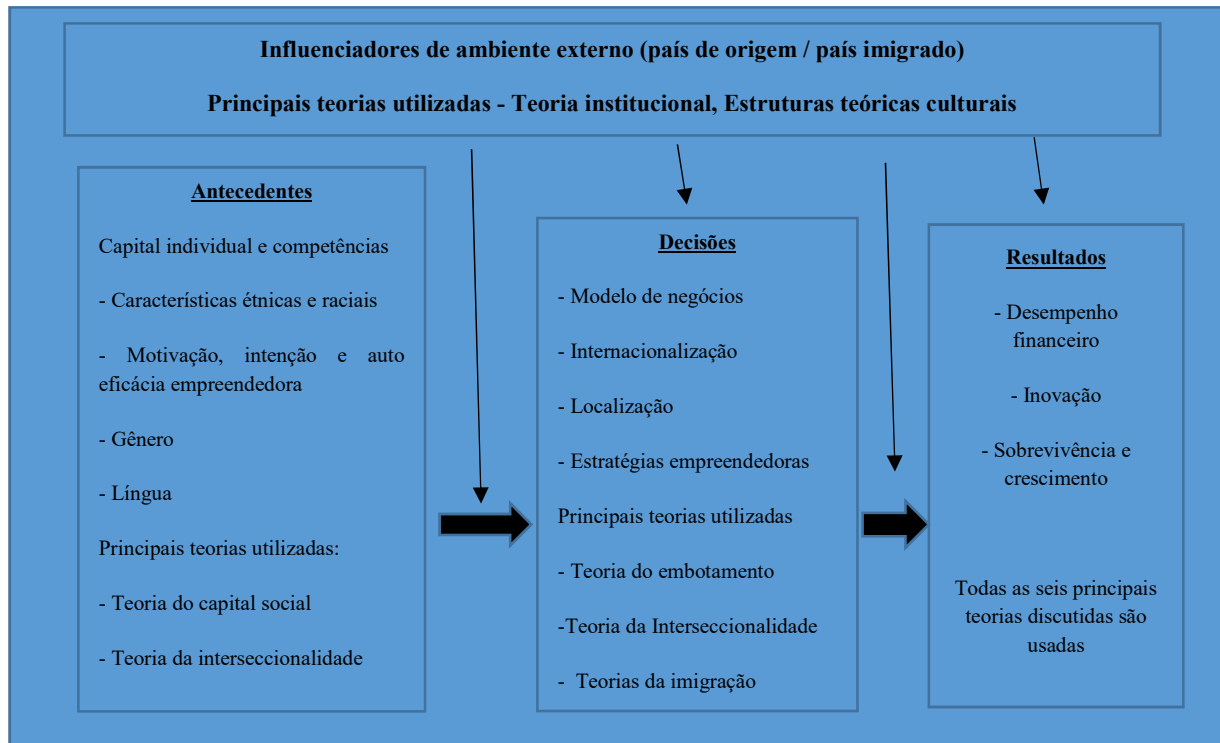 Influenciadores de ambiente externo (país de origem / país imigrado)
Principais teorias utilizadas - Teoria institucional, Estruturas teóricas culturais
Antecedentes
Capital individual e competências
- Características étnicas e raciais
- Motivação, intenção e auto
eficácia empreendedora
- Gênero
- Língua
Principais teorias utilizadas:
- Teoria do capital social
- Teoria da interseccionalidade
Decisões
- Modelo de negócios
- Internacionalização
- Localização
- Estratégias empreendedoras
Principais teorias utilizadas
- Teoria do embotamento
-Teoria da Interseccionalidade
- Teorias da imigração
Resultados
- Desempenho
financeiro
- Inovação
- Sobrevivência e
crescimento
Todas as seis principais
teorias discutidas são
usadas